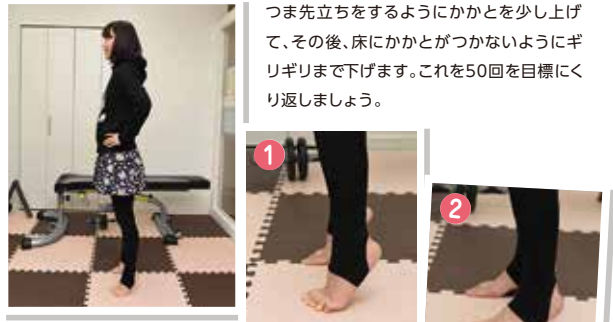 つま先立ちをするようにかかとを少し上げ
て、その後、床にかかとがつかないようにギ
リギリまで下げます。これを50回を目標にく
り返しましょう。
1
2